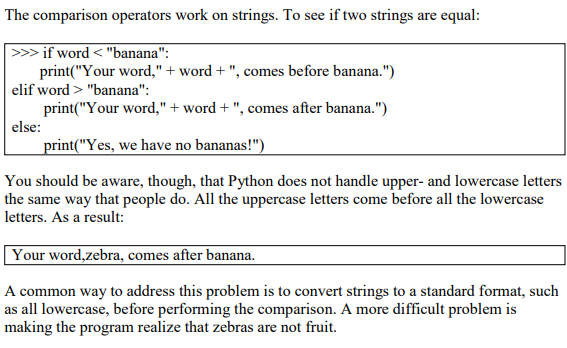 The comparison operators work on strings. To see if two strings are equal:
>>> if word < "banana":
print("Your word," + word + ", comes before banana.")
elif word > "banana":
print("Your word," + word + ", comes after banana.")
else:
print("Yes, we have no bananas!")
You should be aware, though, that Python does not handle upper- and lowercase letters
the same way that people do. All the uppercase letters come before all the lowercase
letters. As a result:
Your word,zebra, comes after banana.
A common way to address this problem is to convert strings to a standard format, such
as all lowercase, before performing the comparison. A more difficult problem is
making the program realize that zebras are not fruit.